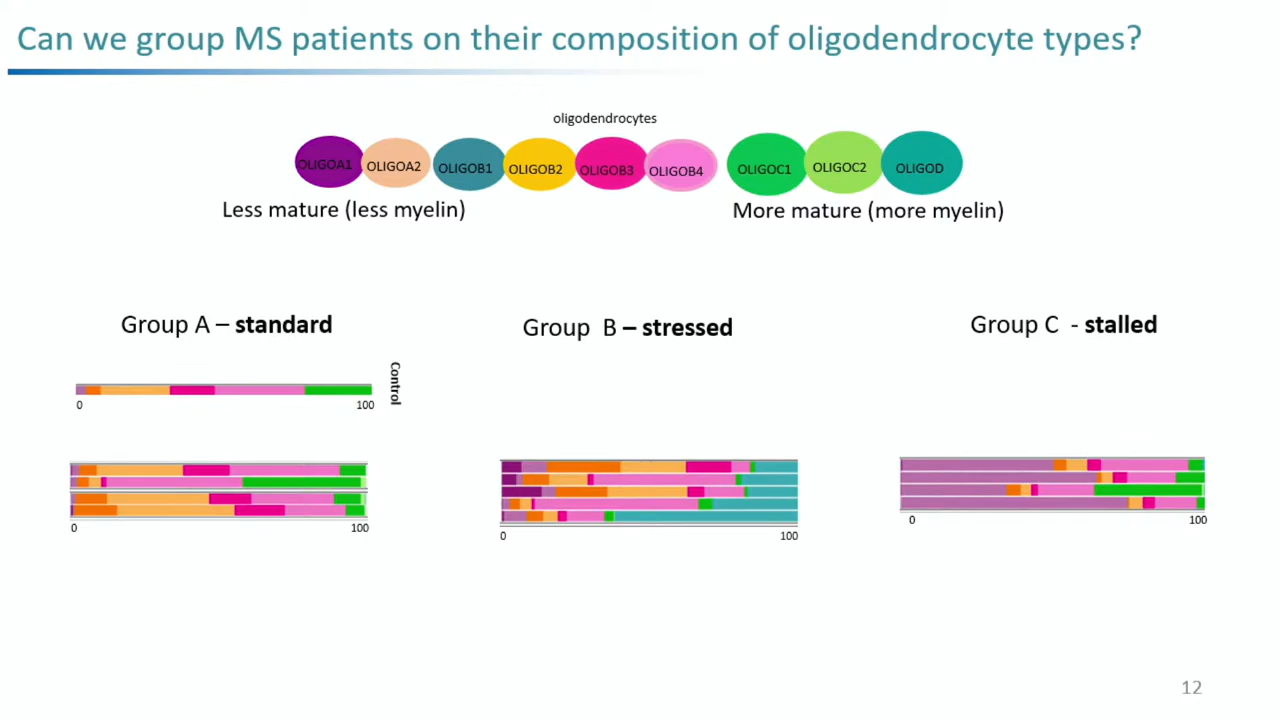 Can we group MS patients on their composition of oligodendrocyte types?
oligodendrocytes
OLIGOA1 OLIGOA2 OLIGOB1 OLIGOB2 OLIGOB3 OLIGOB4 OLIGOC1 OLIGOC2 OLIGOD
Less mature (less myelin) More mature (more myelin)
Group A – standard
Group B – stressed
Group C - stalled
Control
0 100
0 100
0 100
0 100
12